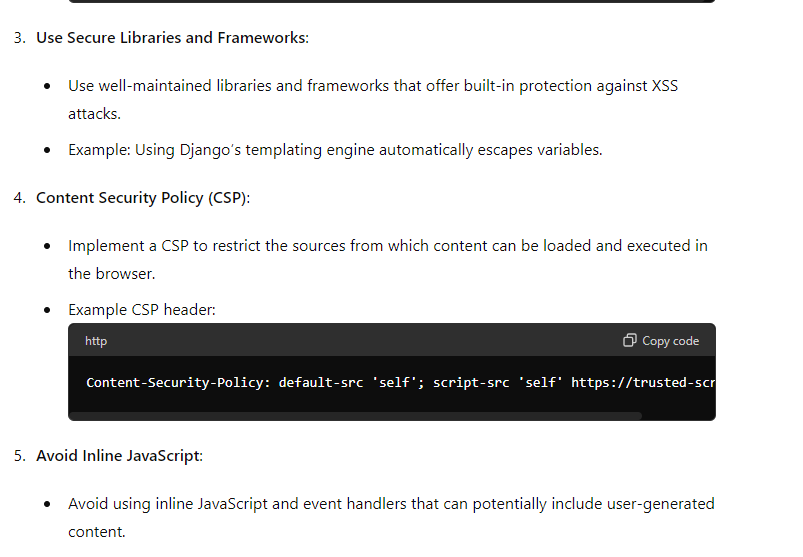 3. Use Secure Libraries and Frameworks:
• Use well-maintained libraries and frameworks that offer built-in protection against XSS
attacks.
• Example: Using Django's templating engine automatically escapes variables.
4. Content Security Policy (CSP):
• Implement a CSP to restrict the sources from which content can be loaded and executed in
the browser.
• Example CSP header:
http Copy code
Content-Security-Policy: default-src 'self'; script-src 'self' https://trusted-scr
5. Avoid Inline JavaScript:
• Avoid using inline JavaScript and event handlers that can potentially include user-generated
content.